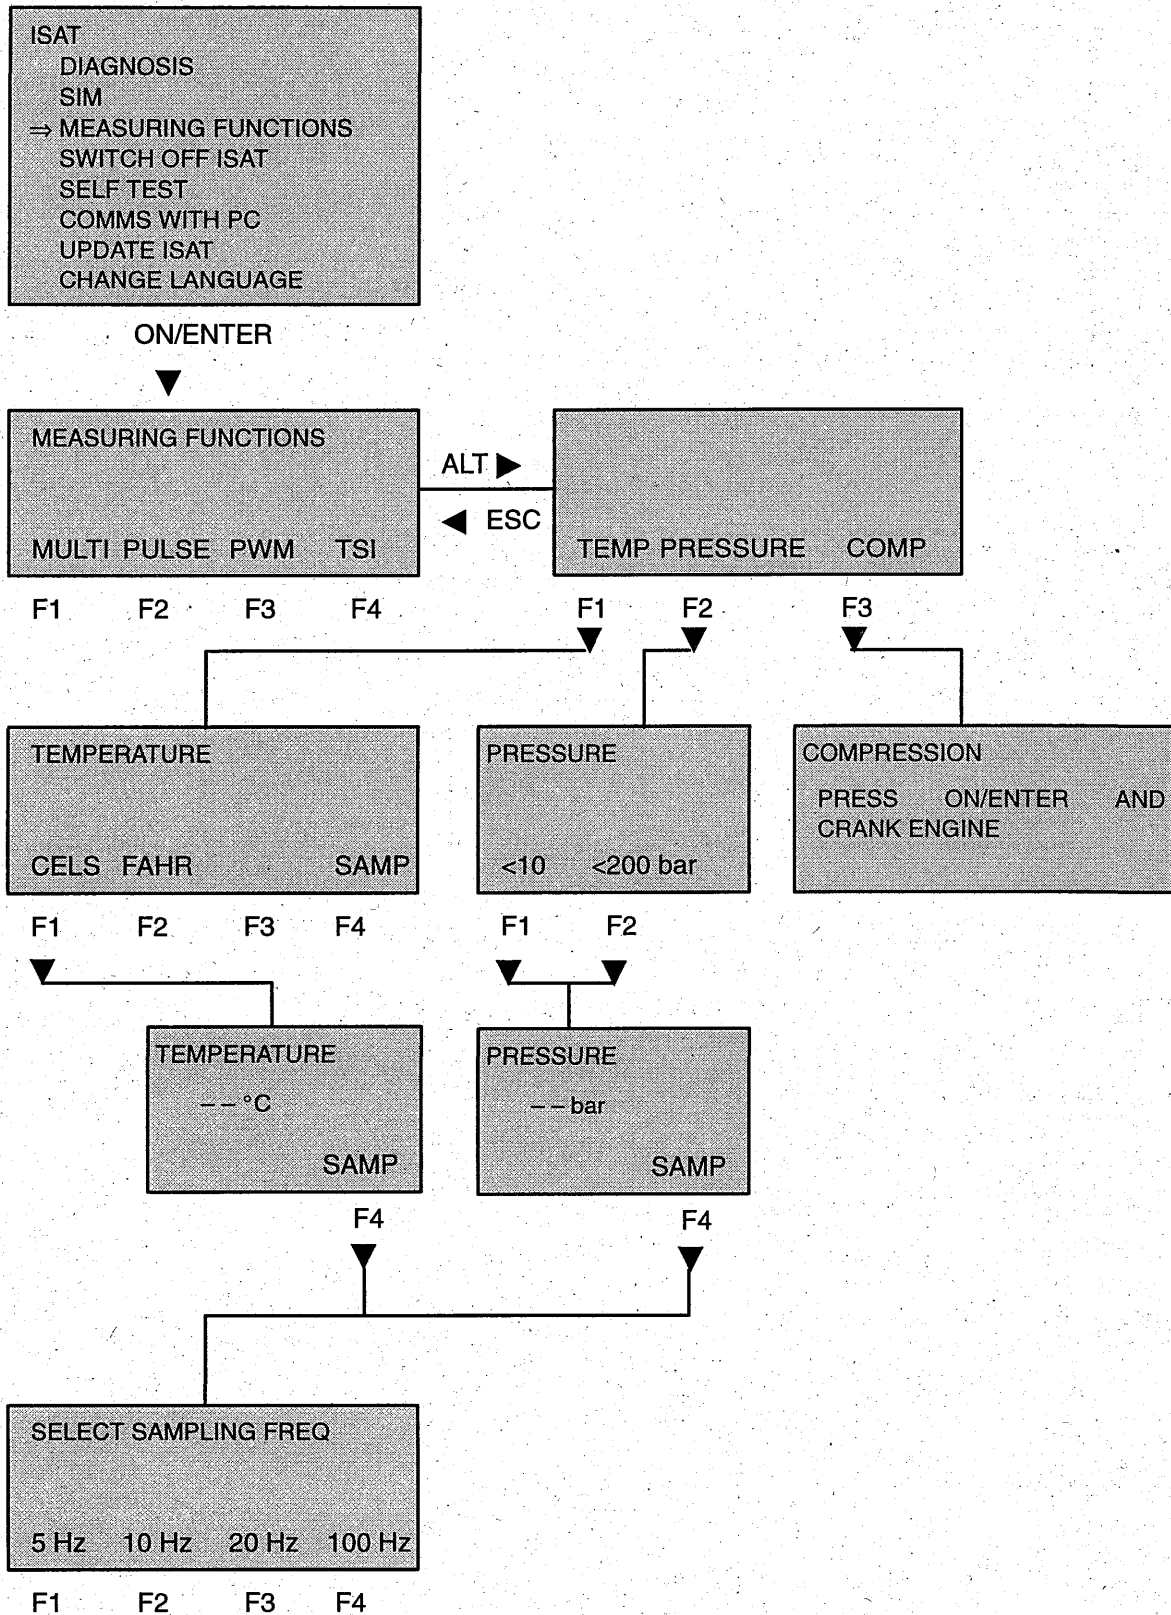 ISAT
DIAGNOSIS
SIM
⇒ MEASURING FUNCTIONS
SWITCH OFF ISAT
SELF TEST
COMMS WITH PC
UPDATE ISAT
CHANGE LANGUAGE
ON/ENTER
MEASURING FUNCTIONS
MULTI PULSE PWM TSI
F1 F2 F3 F4
ALT
ESC
TEMP PRESSURE COMP
F1 F2 F3
TEMPERATURE
CELS FAHR SAMP
F1 F2 F3 F4
PRESSURE
<10 <200 bar
F1 F2
COMPRESSION
PRESS ON/ENTER AND
CRANK ENGINE
TEMPERATURE
– – °C
SAMP
F4
PRESSURE
– – bar
SAMP
F4
SELECT SAMPLING FREQ
5 Hz 10 Hz 20 Hz 100 Hz
F1 F2 F3 F4